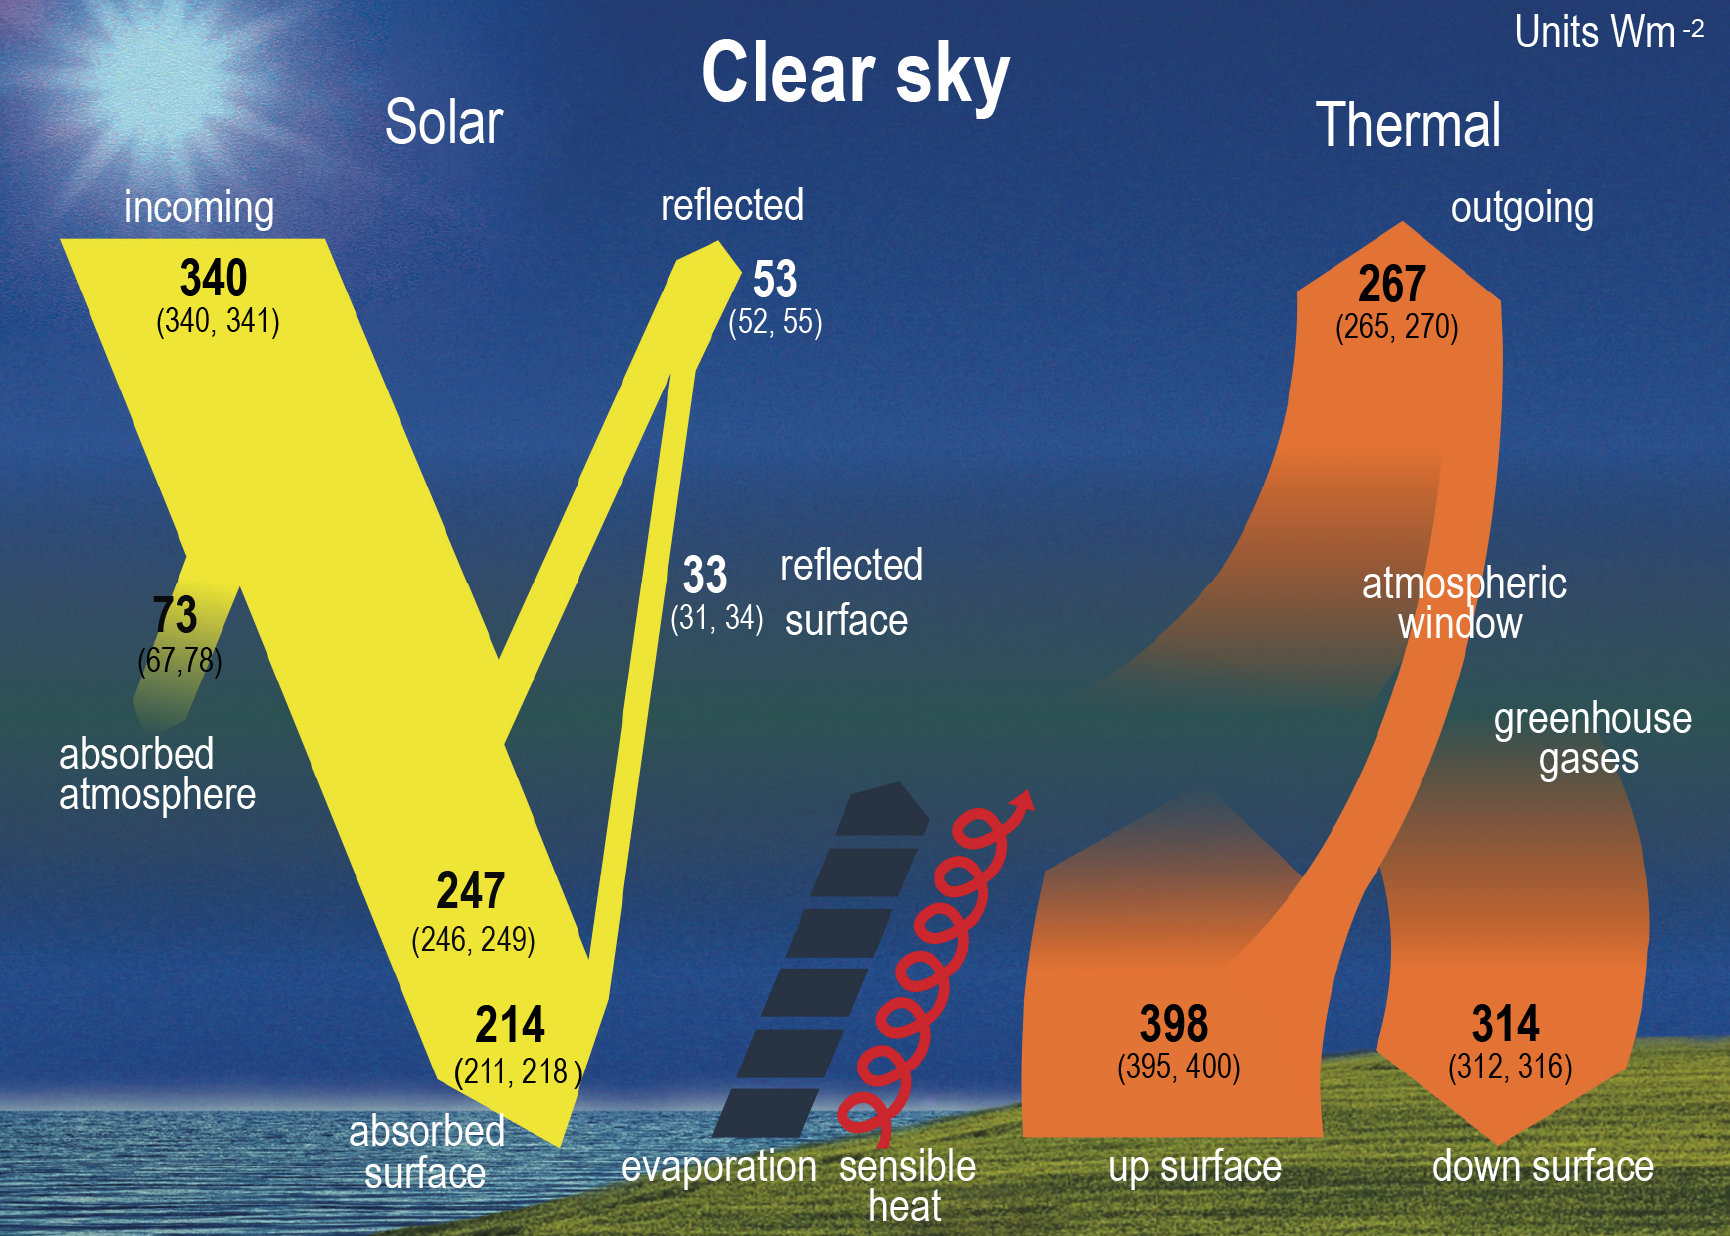 Units Wm -2
Clear sky
Solar
Thermal
incoming
reflected
outgoing
340
(340, 341)
53
(52, 55)
267
(265, 270)
33
(31, 34)
reflected
surface
atmospheric
window
73
(67,78)
absorbed
atmosphere
greenhouse
gases
247
(246, 249)
214
(211, 218)
398
(395, 400)
314
(312, 316)
absorbed
surface
evaporation
sensible
heat
up surface
down surface